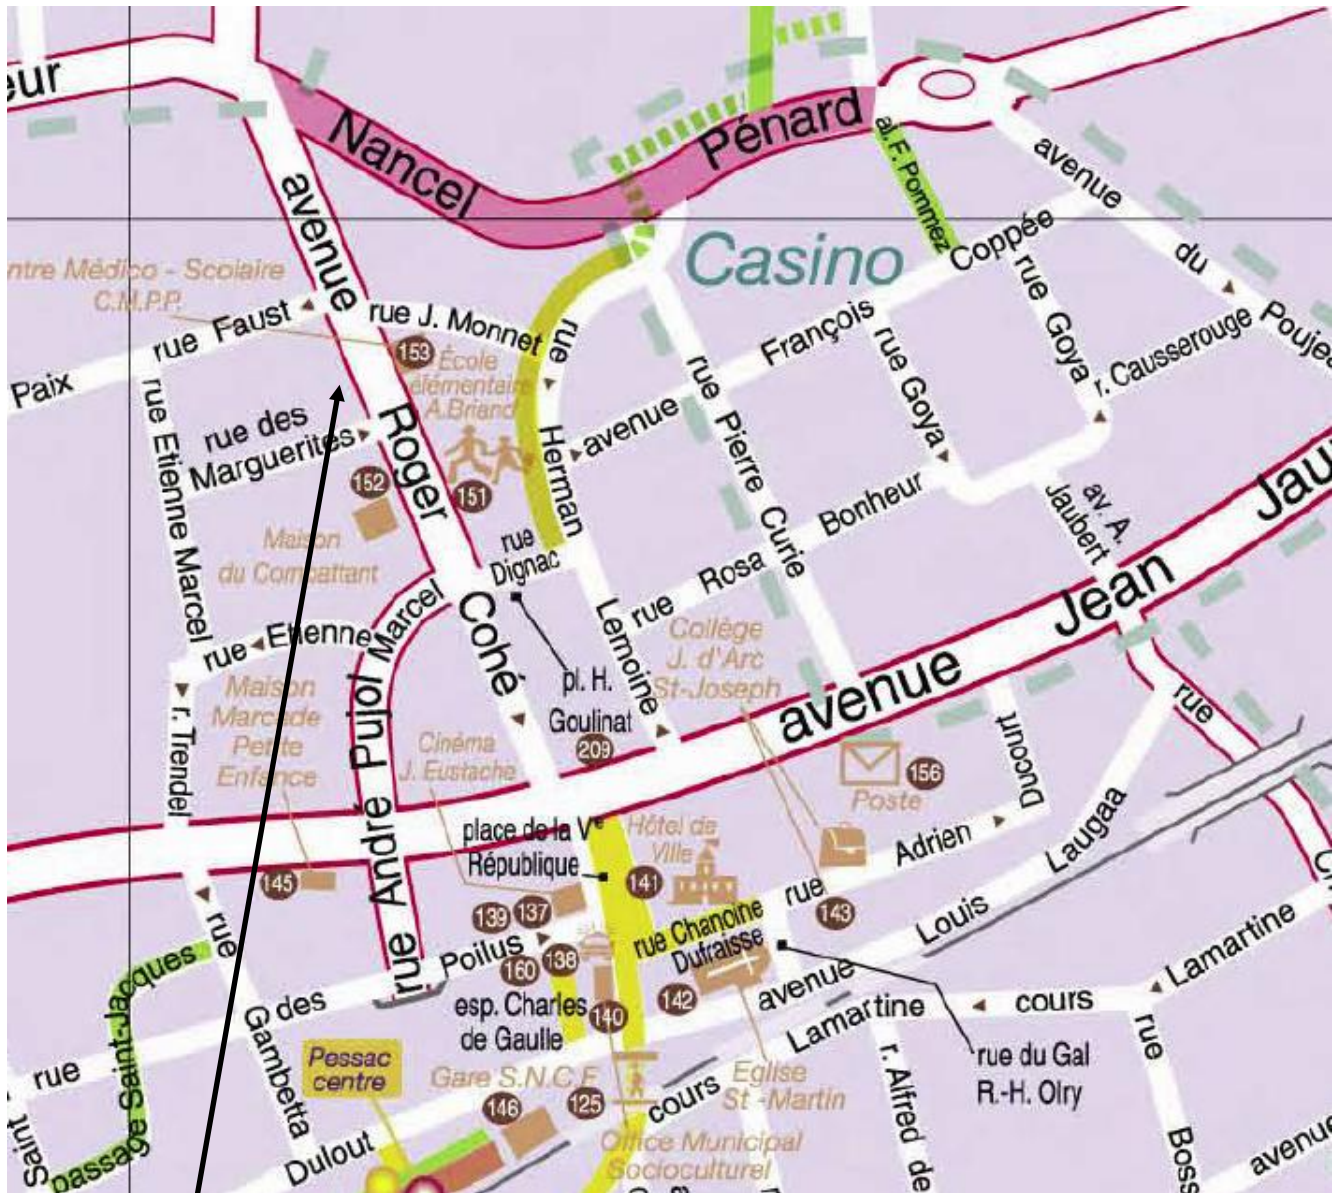 eur
Nancel
Pénard
al. F. Pommez
avenue
du
Pouje
avenue
Roger
Cohé
Casino
Coppée
François
avenue
rue Goya
rue Goya
r. Causserouge
ntre Médico - Scolaire
C.M.P.P.
rue Faust
rue J. Monnet
Paix
153
École
élémentaire
A.Briand
rue
Herman
Lemoine
rue Etienne Marcel
rue des
Marguerites
152
151
Maison
du Combattant
rue
Dignac
rue Pierre Curie
rue Rosa Bonheur
av. A.
Jaubert
avenue
Jean
Jau
rue Etienne
Marcel
r. Trendel
rue André Pujol
Maison
Marcade
Petite
Enfance
Cinéma
J. Eustache
pl. H.
Goulinat
209
Collège
J. d'Arc
St-Joseph
156
Poste
Ducourt
Adrien
rue
rue
Laugaa
Louis
avenue
place de la Ve
République
Hôtel de
Ville
141
145
139
137
160
138
143
rue Chanoine
Dufraisse
142
140
esp. Charles
de Gaulle
Poilus
des
rue
rue
Gambetta
passage Saint-Jacques
Saint
Pessac
centre
Gare S.N.C.F
146
125
Dulout
cours
Lamartine
cours
Lamartine
Eglise
St -Martin
Office Municipal
Socioculturel
rue du Gal
R.-H. Olry
r. Alfred de
rue
Boss
avenue